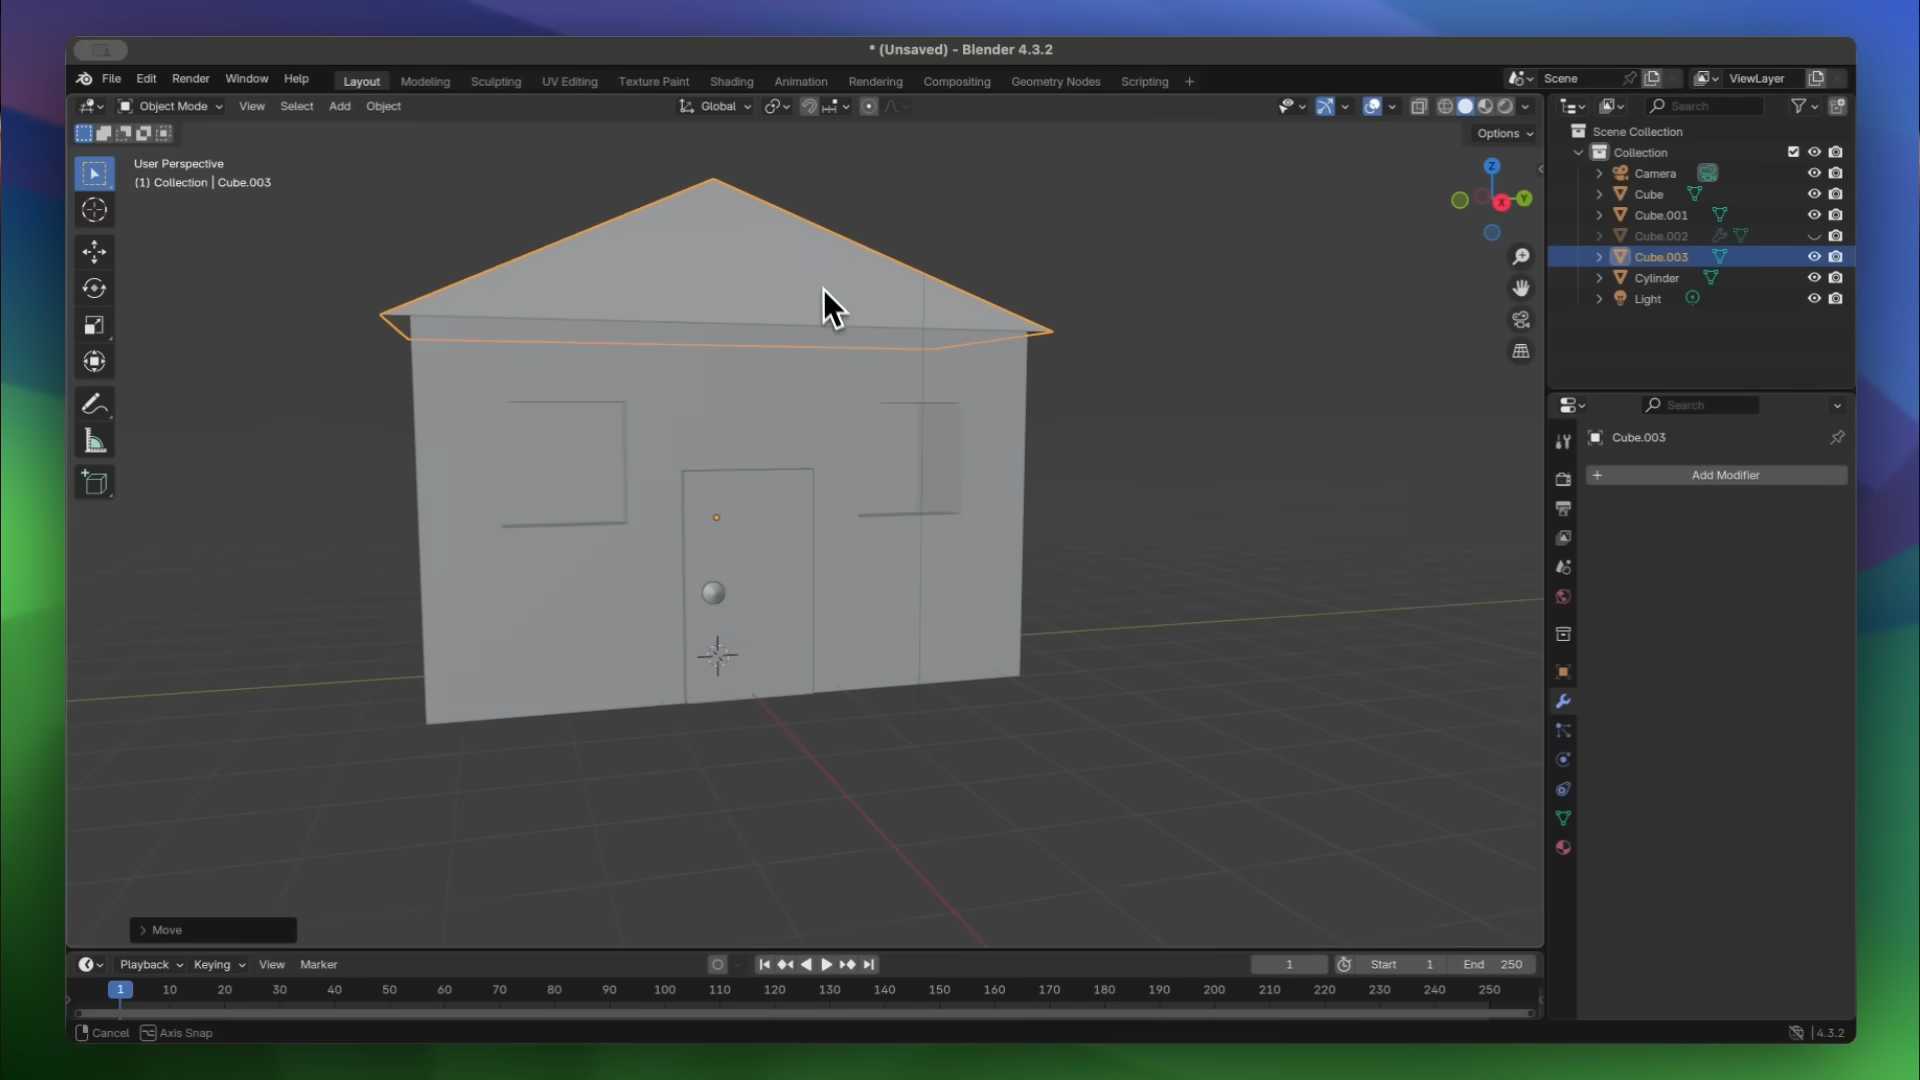 * (Unsaved) - Blender 4.3.2
File Edit Render Window Help Layout Modeling Sculpting UV Editing Texture Paint Shading Animation Rendering Compositing Geometry Nodes Scripting + Scene ViewLayer
Object Mode View Select Add Object Global Search
Options
User Perspective
(1) Collection | Cube.003
Z
Y
X
Scene Collection
Collection
Camera
Cube
Cube.001
Cube.002
Cube.003
Cylinder
Light
Search
Cube.003
+ Add Modifier
> Move
Playback Keying View Marker 1 Start 1 End 250
1 10 20 30 40 50 60 70 80 90 100 110 120 130 140 150 160 170 180 190 200 210 220 230 240 250
Cancel Axis Snap 4.3.2